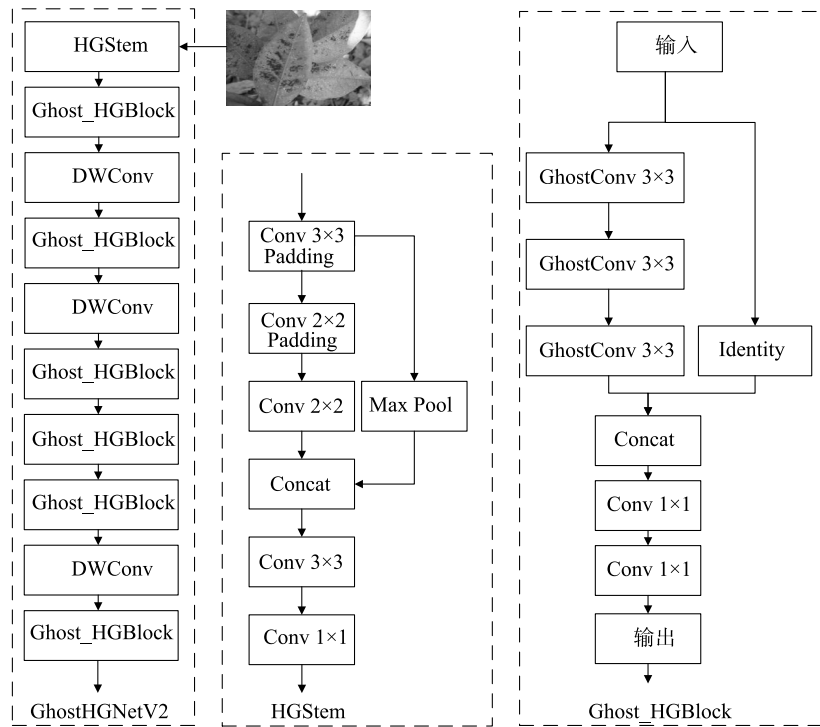 HGStem
Ghost_HGBlock
DWConv
Ghost_HGBlock
DWConv
Ghost_HGBlock
Ghost_HGBlock
Ghost_HGBlock
DWConv
Ghost_HGBlock
GhostHGNetV2
Conv 3×3
Padding
Conv 2×2
Padding
Conv 2×2
Max Pool
Concat
Conv 3×3
Conv 1×1
HGStem
输入
GhostConv 3×3
GhostConv 3×3
GhostConv 3×3
Identity
Concat
Conv 1×1
Conv 1×1
输出
Ghost_HGBlock